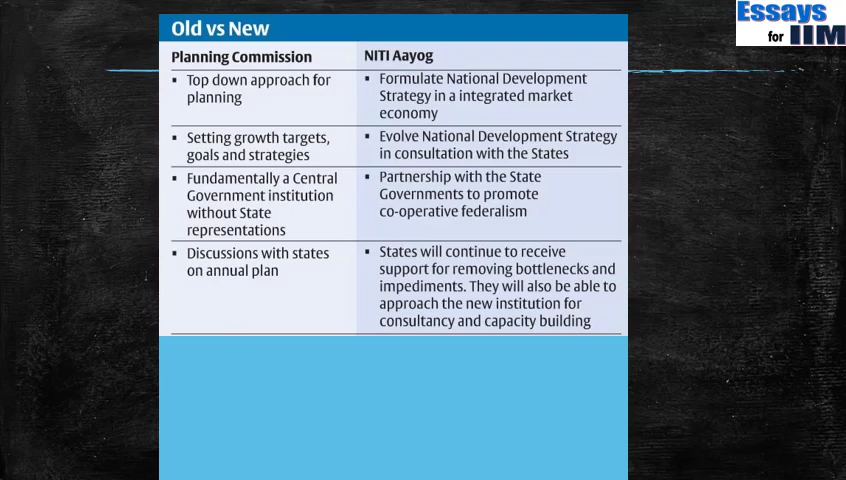 Essays
for IIM
Old vs New
Planning Commission
NITI Aayog
▪ Top down approach for
planning
▪ Formulate National Development
Strategy in a integrated market
economy
▪ Setting growth targets,
goals and strategies
▪ Evolve National Development Strategy
in consultation with the States
▪ Fundamentally a Central
Government institution
without State
representations
▪ Partnership with the State
Governments to promote
co-operative federalism
▪ Discussions with states
on annual plan
▪ States will continue to receive
support for removing bottlenecks and
impediments. They will also be able to
approach the new institution for
consultancy and capacity building